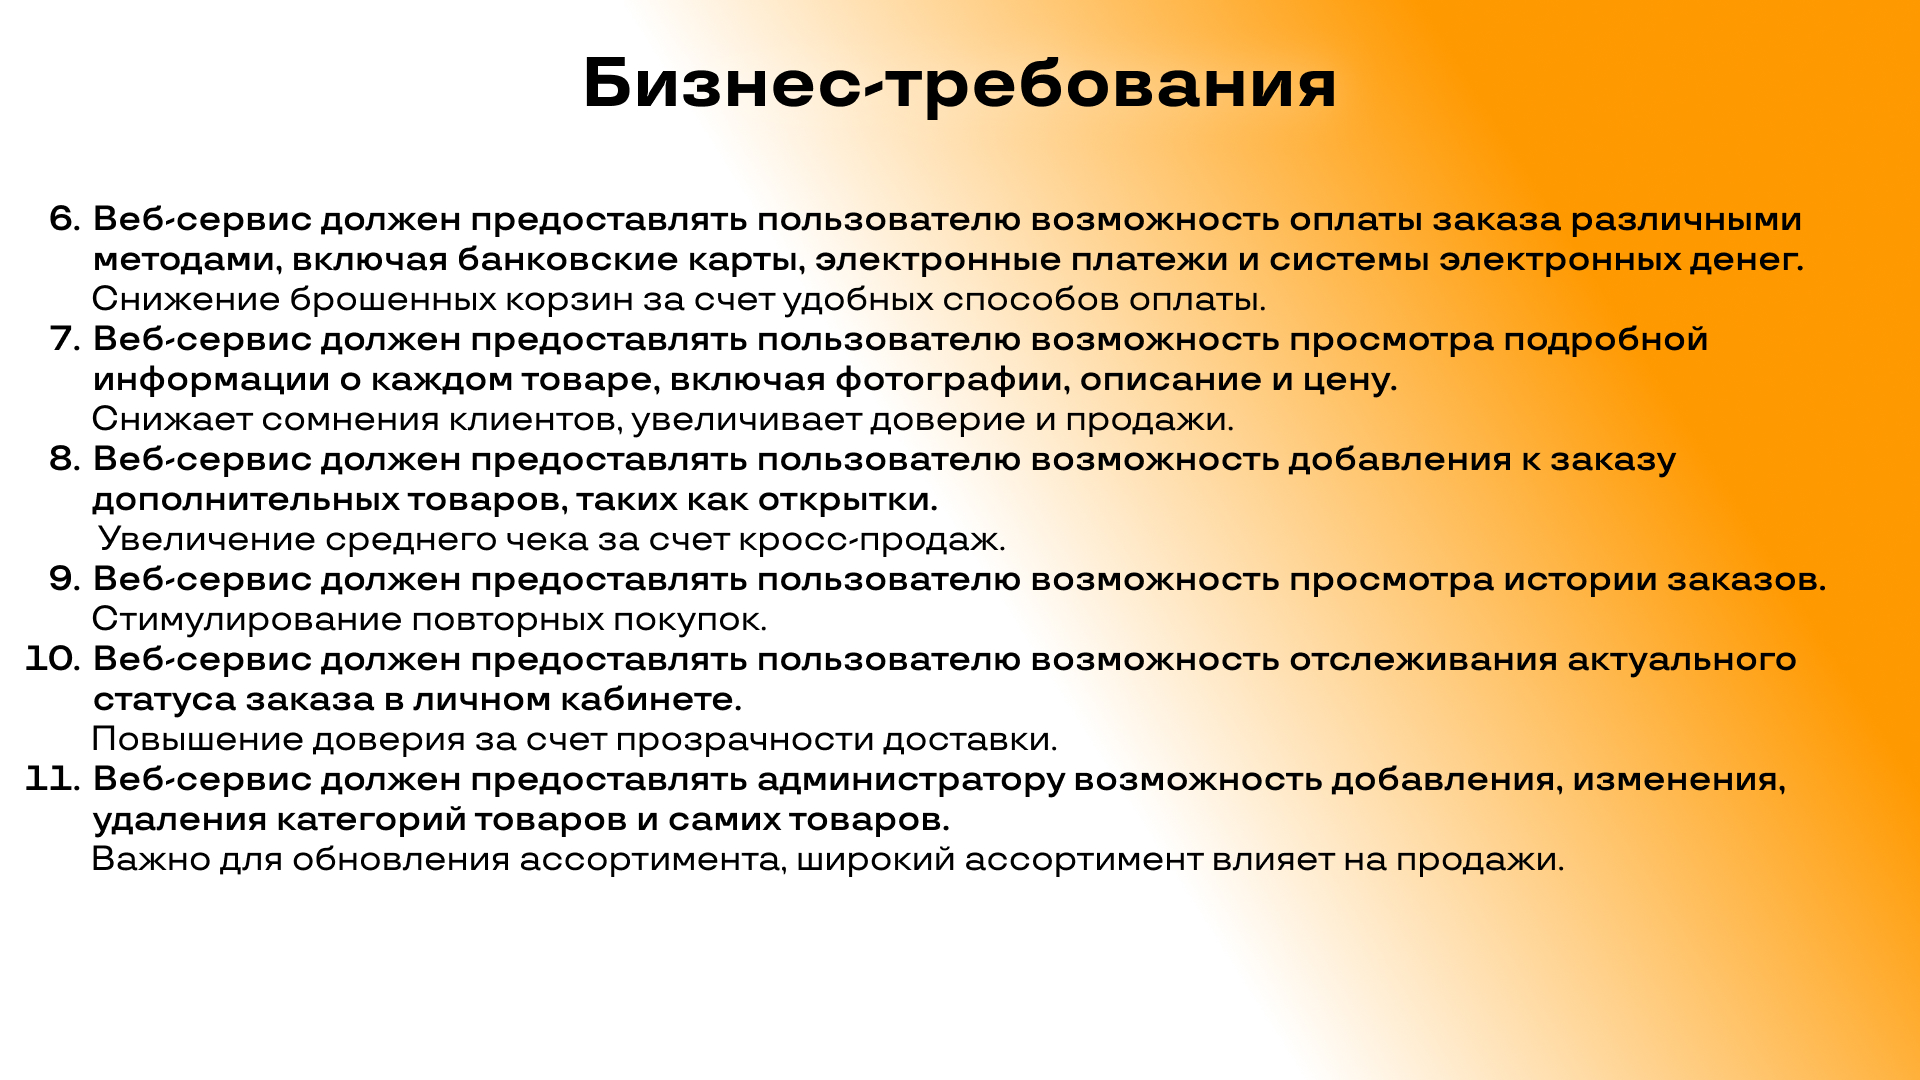 Бизнес-требования
6. Веб-сервис должен предоставлять пользователю возможность оплаты заказа различными
методами, включая банковские карты, электронные платежи и системы электронных денег.
Снижение брошенных корзин за счет удобных способов оплаты.
7. Веб-сервис должен предоставлять пользователю возможность просмотра подробной
информации о каждом товаре, включая фотографии, описание и цену.
Снижает сомнения клиентов, увеличивает доверие и продажи.
8. Веб-сервис должен предоставлять пользователю возможность добавления к заказу
дополнительных товаров, таких как открытки.
Увеличение среднего чека за счет кросс-продаж.
9. Веб-сервис должен предоставлять пользователю возможность просмотра истории заказов.
Стимулирование повторных покупок.
10. Веб-сервис должен предоставлять пользователю возможность отслеживания актуального
статуса заказа в личном кабинете.
Повышение доверия за счет прозрачности доставки.
11. Веб-сервис должен предоставлять администратору возможность добавления, изменения,
удаления категорий товаров и самих товаров.
Важно для обновления ассортимента, широкий ассортимент влияет на продажи.